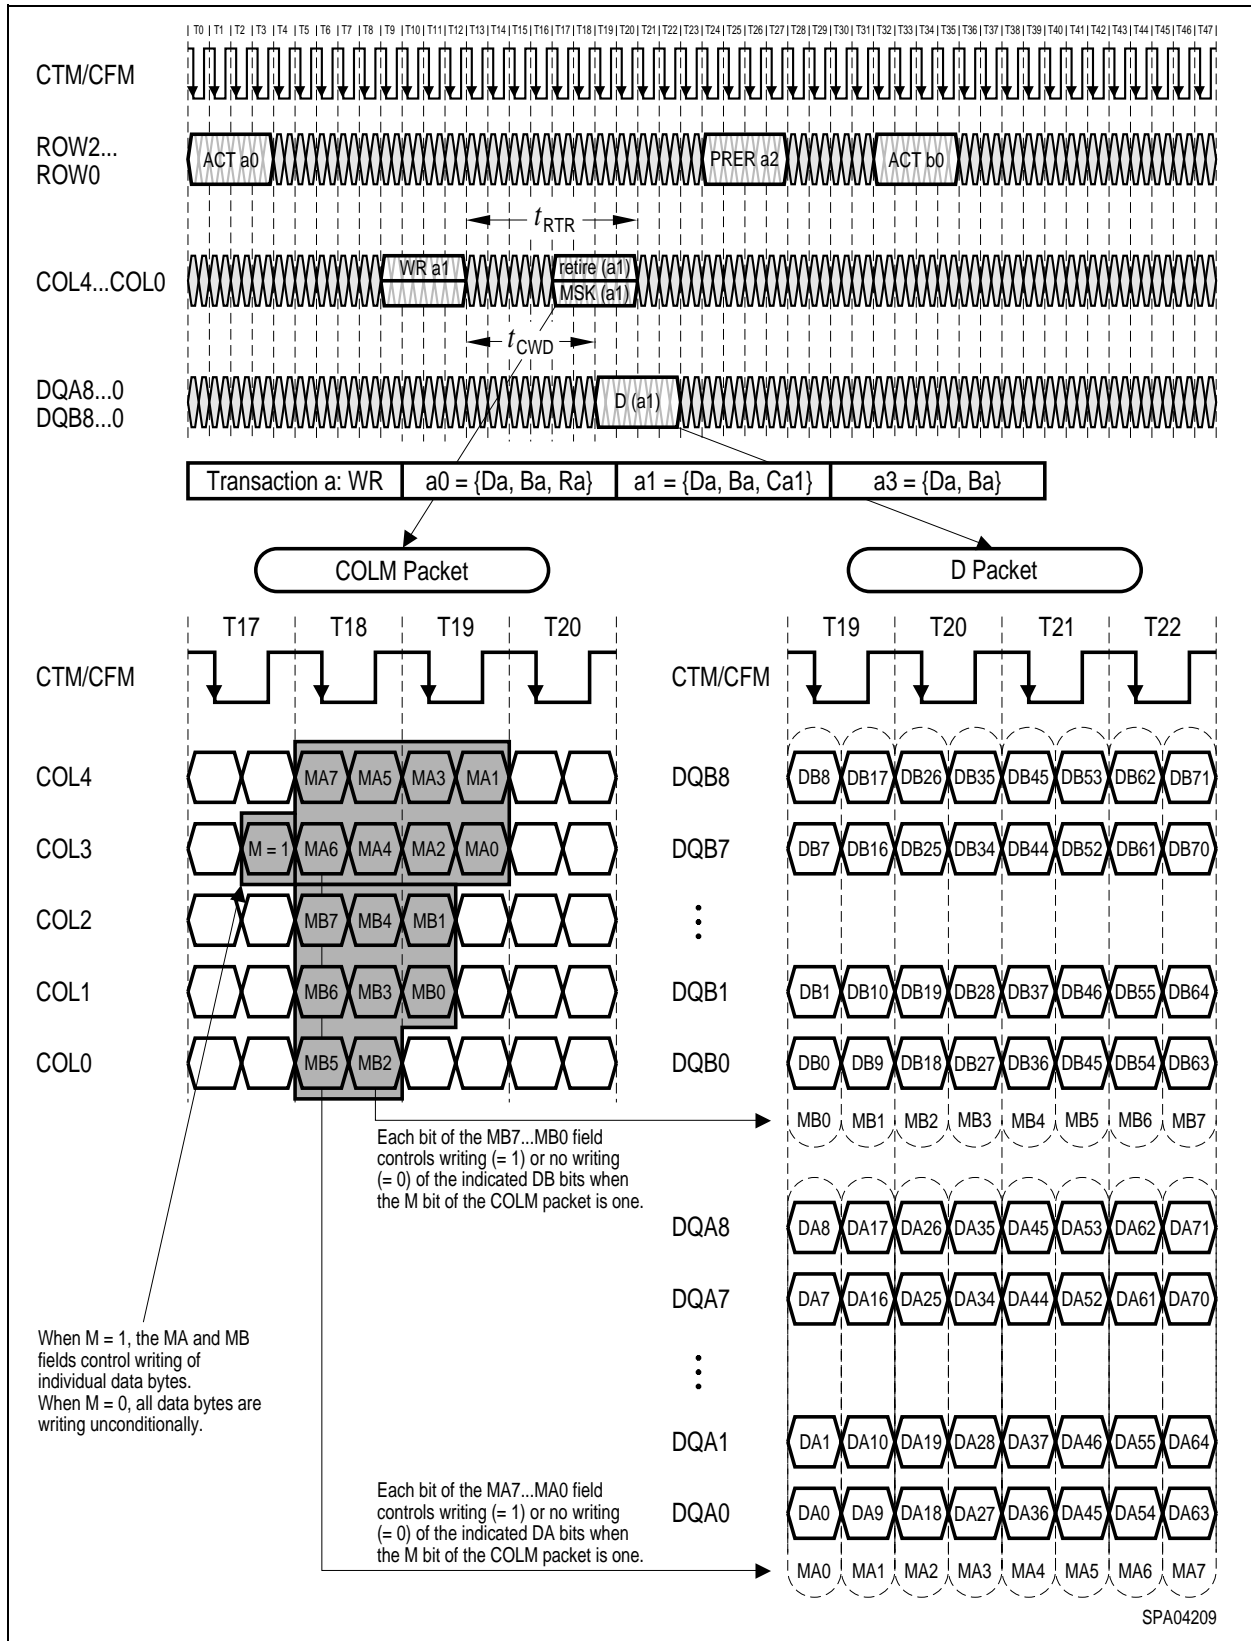 T0 T1 T2 T3 T4 T5 T6 T7 T8 T9 T10 T11 T12 T13 T14 T15 T16 T17 T18 T19 T20 T21 T22 T23 T24 T25 T26 T27 T28 T29 T30 T31 T32 T33 T34 T35 T36 T37 T38 T39 T40 T41 T42 T43 T44 T45 T46 T47
CTM/CFM
ROW2...
ROW0
ACT a0 PRER a2 ACT b0
tRTR
COL4...COL0
WR a1 retire (a1)
MSK (a1)
tCWD
DQA8...0
DQB8...0
D (a1)
Transaction a: WR a0 = {Da, Ba, Ra} a1 = {Da, Ba, Ca1} a3 = {Da, Ba}
COLM Packet
D Packet
T17 T18 T19 T20
CTM/CFM
COL4 MA7 MA5 MA3 MA1
COL3 M = 1 MA6 MA4 MA2 MA0
COL2 MB7 MB4 MB1
COL1 MB6 MB3 MB0
COL0 MB5 MB2
Each bit of the MB7...MB0 field
controls writing (= 1) or no writing
(= 0) of the indicated DB bits when
the M bit of the COLM packet is one.
When M = 1, the MA and MB
fields control writing of
individual data bytes.
When M = 0, all data bytes are
writing unconditionally.
Each bit of the MA7...MA0 field
controls writing (= 1) or no writing
(= 0) of the indicated DA bits when
the M bit of the COLM packet is one.
T19 T20 T21 T22
CTM/CFM
DQB8 DB8 DB17 DB26 DB35 DB45 DB53 DB62 DB71
DQB7 DB7 DB16 DB25 DB34 DB44 DB52 DB61 DB70
DQB1 DB1 DB10 DB19 DB28 DB37 DB46 DB55 DB64
DQB0 DB0 DB9 DB18 DB27 DB36 DB45 DB54 DB63
MB0 MB1 MB2 MB3 MB4 MB5 MB6 MB7
DQA8 DA8 DA17 DA26 DA35 DA45 DA53 DA62 DA71
DQA7 DA7 DA16 DA25 DA34 DA44 DA52 DA61 DA70
DQA1 DA1 DA10 DA19 DA28 DA37 DA46 DA55 DA64
DQA0 DA0 DA9 DA18 DA27 DA36 DA45 DA54 DA63
MA0 MA1 MA2 MA3 MA4 MA5 MA6 MA7
SPA04209